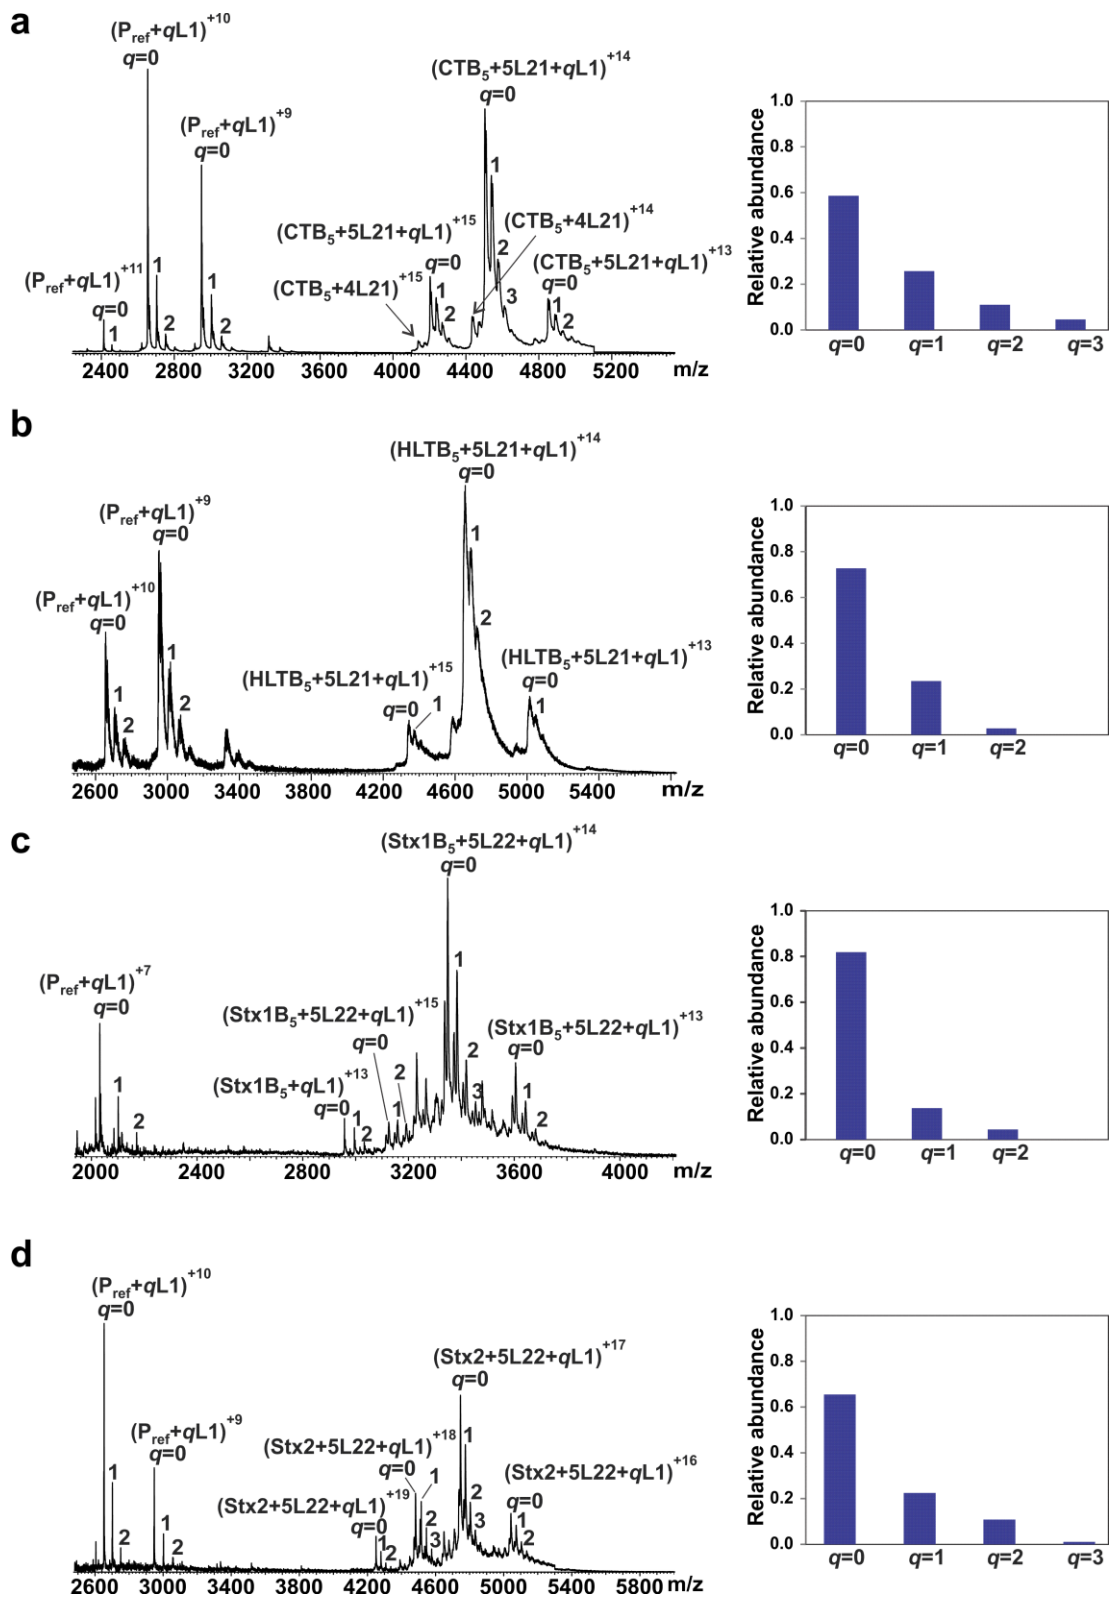 a
(Pref+qL1)+10
q=0
(Pref+qL1)+9
q=0
(Pref+qL1)+11
q=0
1
1
2
1
2
(CTB5+5L21+qL1)+14
q=0
1
2
3
(CTB5+4L21)+14
(CTB5+5L21+qL1)+15
q=0
1
2
(CTB5+4L21)+15
(CTB5+5L21+qL1)+13
q=0
1
2
2400 2800 3200 3600 4000 4400 4800 5200 m/z
Relative abundance
1.0
0.8
0.6
0.4
0.2
0.0
q=0 q=1 q=2 q=3
b
(HLTB5+5L21+qL1)+14
q=0
1
2
(Pref+qL1)+9
q=0
1
2
(Pref+qL1)+10
q=0
1
2
(HLTB5+5L21+qL1)+15
q=0
1
(HLTB5+5L21+qL1)+13
q=0
1
2600 3000 3400 3800 4200 4600 5000 5400 m/z
Relative abundance
1.0
0.8
0.6
0.4
0.2
0.0
q=0 q=1 q=2
c
(Stx1B5+5L22+qL1)+14
q=0
1
2
3
(Pref+qL1)+7
q=0
1
2
(Stx1B5+5L22+qL1)+15
q=0
1
2
(Stx1B5+qL1)+13
q=0
1
2
(Stx1B5+5L22+qL1)+13
q=0
1
2
2000 2400 2800 3200 3600 4000 m/z
Relative abundance
1.0
0.8
0.6
0.4
0.2
0.0
q=0 q=1 q=2
d
(Pref+qL1)+10
q=0
1
2
(Pref+qL1)+9
q=0
1
2
(Stx2+5L22+qL1)+17
q=0
1
2
3
(Stx2+5L22+qL1)+18
q=0
1
2
3
(Stx2+5L22+qL1)+19
q=0
1
2
(Stx2+5L22+qL1)+16
q=0
1
2
2600 3000 3400 3800 4200 4600 5000 5400 5800 m/z
Relative abundance
1.0
0.8
0.6
0.4
0.2
0.0
q=0 q=1 q=2 q=3